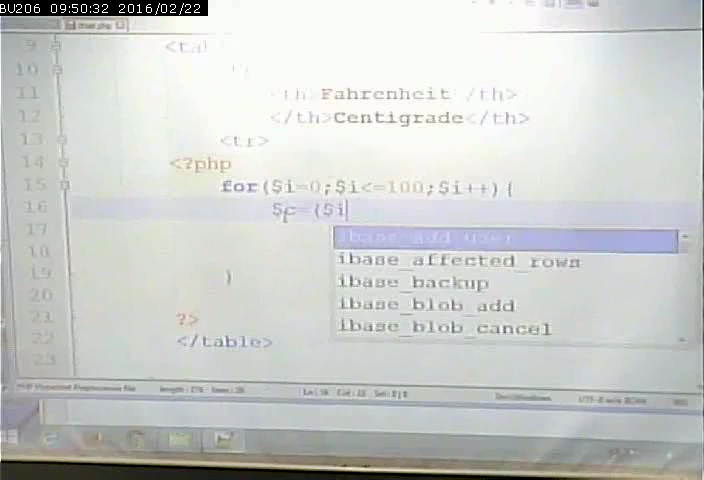 BU206 09:50:32 2016/02/22
9 <tab
10
11 <th>Fahrenheit</th>
12 </th>Centigrade</th>
13 <tr>
14 <?php
15 for($i=0;$i<=100;$i++){
16 $c=($i
17 ibase_add_user
ibase_affected_rows
18 ibase_backup
19 }
ibase_blob_add
20 ibase_blob_cancel
21 ?>
22 </table>
23